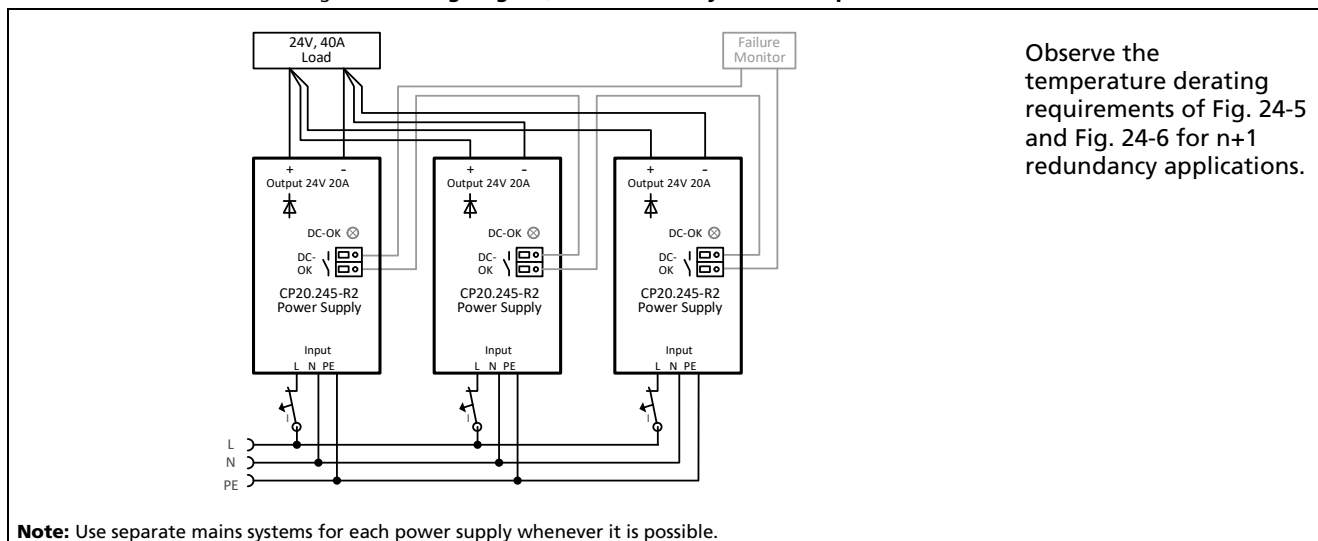 24V, 40A
Load
Failure
Monitor
Observe the
temperature derating
requirements of Fig. 24-5
and Fig. 24-6 for n+1
redundancy applications.
+ -
Output 24V 20A
DC-OK
DC-
OK
CP20.245-R2
Power Supply
Input
L N PE
I
+ -
Output 24V 20A
DC-OK
DC-
OK
CP20.245-R2
Power Supply
Input
L N PE
I
+ -
Output 24V 20A
DC-OK
DC-
OK
CP20.245-R2
Power Supply
Input
L N PE
I
L
N
PE
Note: Use separate mains systems for each power supply whenever it is possible.